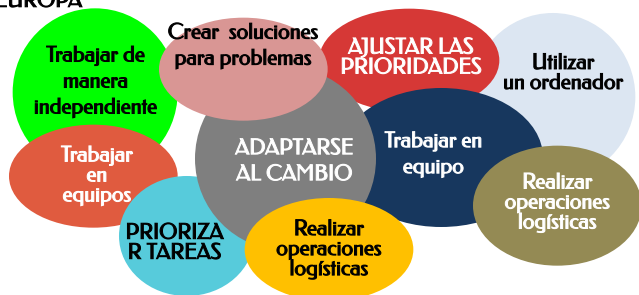 EUROPA
Trabajar de
manera
independiente
Crear soluciones
para problemas
AJUSTAR LAS
PRIORIDADES
Utilizar
un ordenador
Trabajar
en
equipos
ADAPTARSE
AL CAMBIO
Trabajar en
equipo
Realizar
operaciones
logísticas
PRIORIZA
R TAREAS
Realizar
operaciones
logísticas